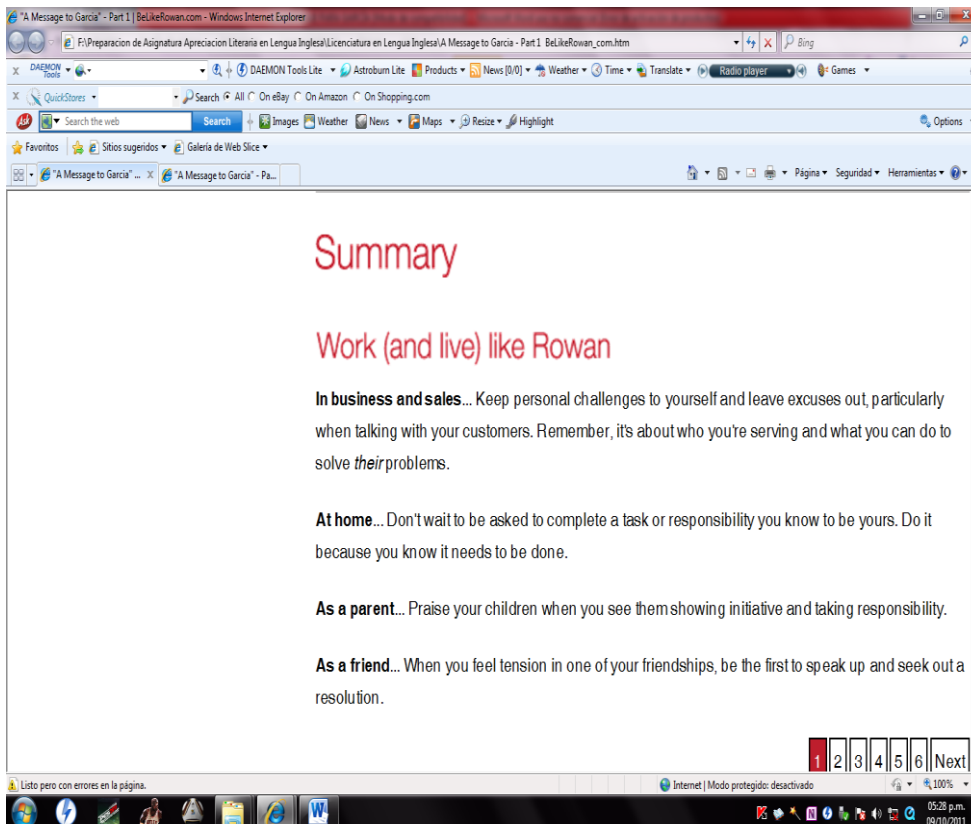 "A Message to Garcia" - Part 1 | BeLikeRowan.com - Windows Internet Explorer
F:\Preparacion de Asignatura Apreciacion Literaria en Lengua Inglesa\Licenciatura en Lengua Inglesa\A Message to Garcia - Part 1 BeLikeRowan_com.htm Bing
X DAEMON Tools DAEMON Tools Lite Astroburn Lite Products News [0/0] Weather Time Translate Radio player Games
X QuickStores Search All On eBay On Amazon On Shopping.com
Ask Search the web Search Images Weather News Maps Resize Highlight Options
Favoritos Sitios sugeridos Galería de Web Slice
"A Message to Garcia" ... X "A Message to Garcia" - Pa... Página Seguridad Herramientas
Summary
Work (and live) like Rowan
In business and sales... Keep personal challenges to yourself and leave excuses out, particularly
when talking with your customers. Remember, it's about who you're serving and what you can do to
solve their problems.
At home... Don't wait to be asked to complete a task or responsibility you know to be yours. Do it
because you know it needs to be done.
As a parent... Praise your children when you see them showing initiative and taking responsibility.
As a friend... When you feel tension in one of your friendships, be the first to speak up and seek out a
resolution.
1 2 3 4 5 6 Next
Listo pero con errores en la página. Internet | Modo protegido: desactivado 100%
05:28 p.m.
09/10/2011